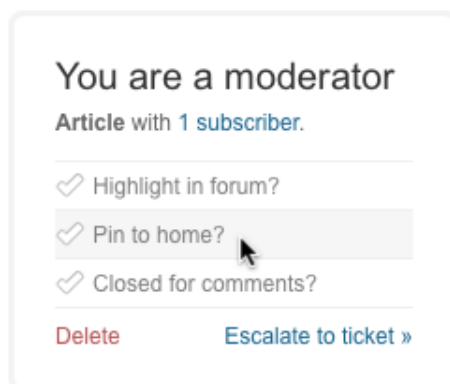 You are a moderator
Article with 1 subscriber.
Highlight in forum?
Pin to home?
Closed for comments?
Delete Escalate to ticket »